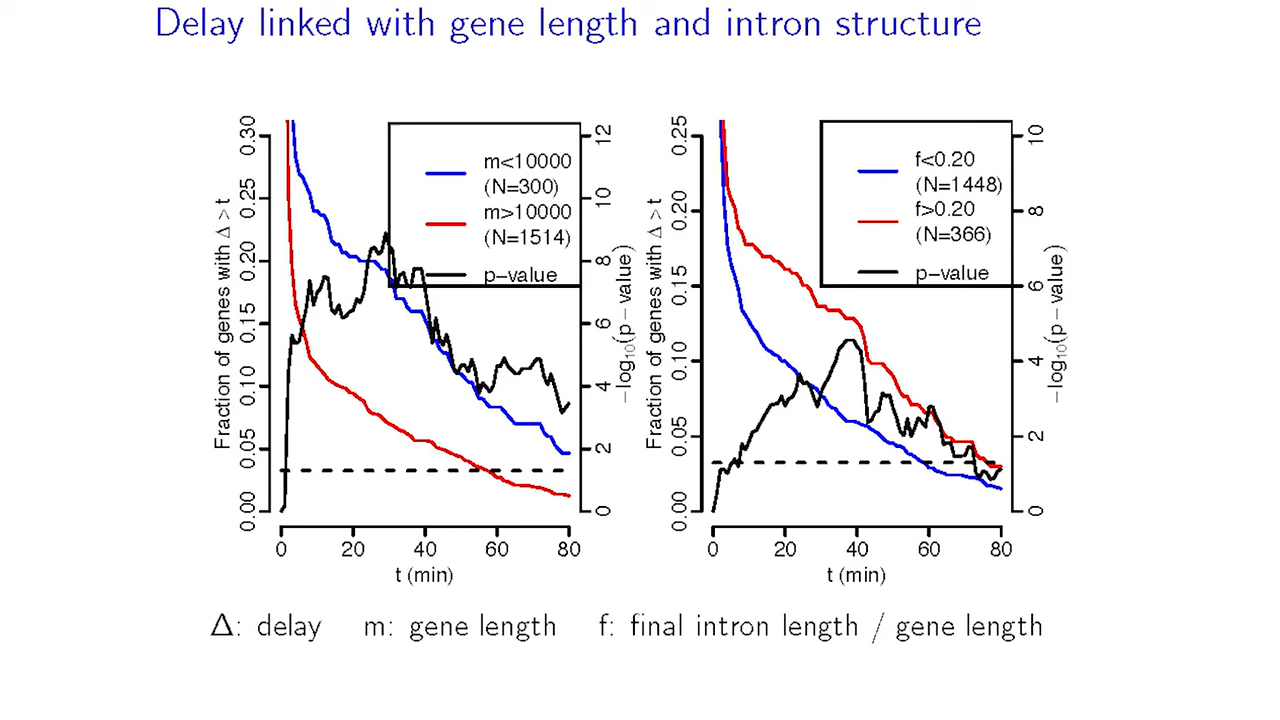 Delay linked with gene length and intron structure
Fraction of genes with Δ > t
0.00 0.05 0.10 0.15 0.20 0.25 0.30
m<10000
(N=300)
m>10000
(N=1514)
p−value
0 2 4 6 8 10 12
−log10(p − value)
0 20 40 60 80
t (min)
Fraction of genes with Δ > t
0.00 0.05 0.10 0.15 0.20 0.25
f<0.20
(N=1448)
f>0.20
(N=366)
p−value
0 2 4 6 8 10
−log10(p − value)
0 20 40 60 80
t (min)
Δ: delay m: gene length f: final intron length / gene length